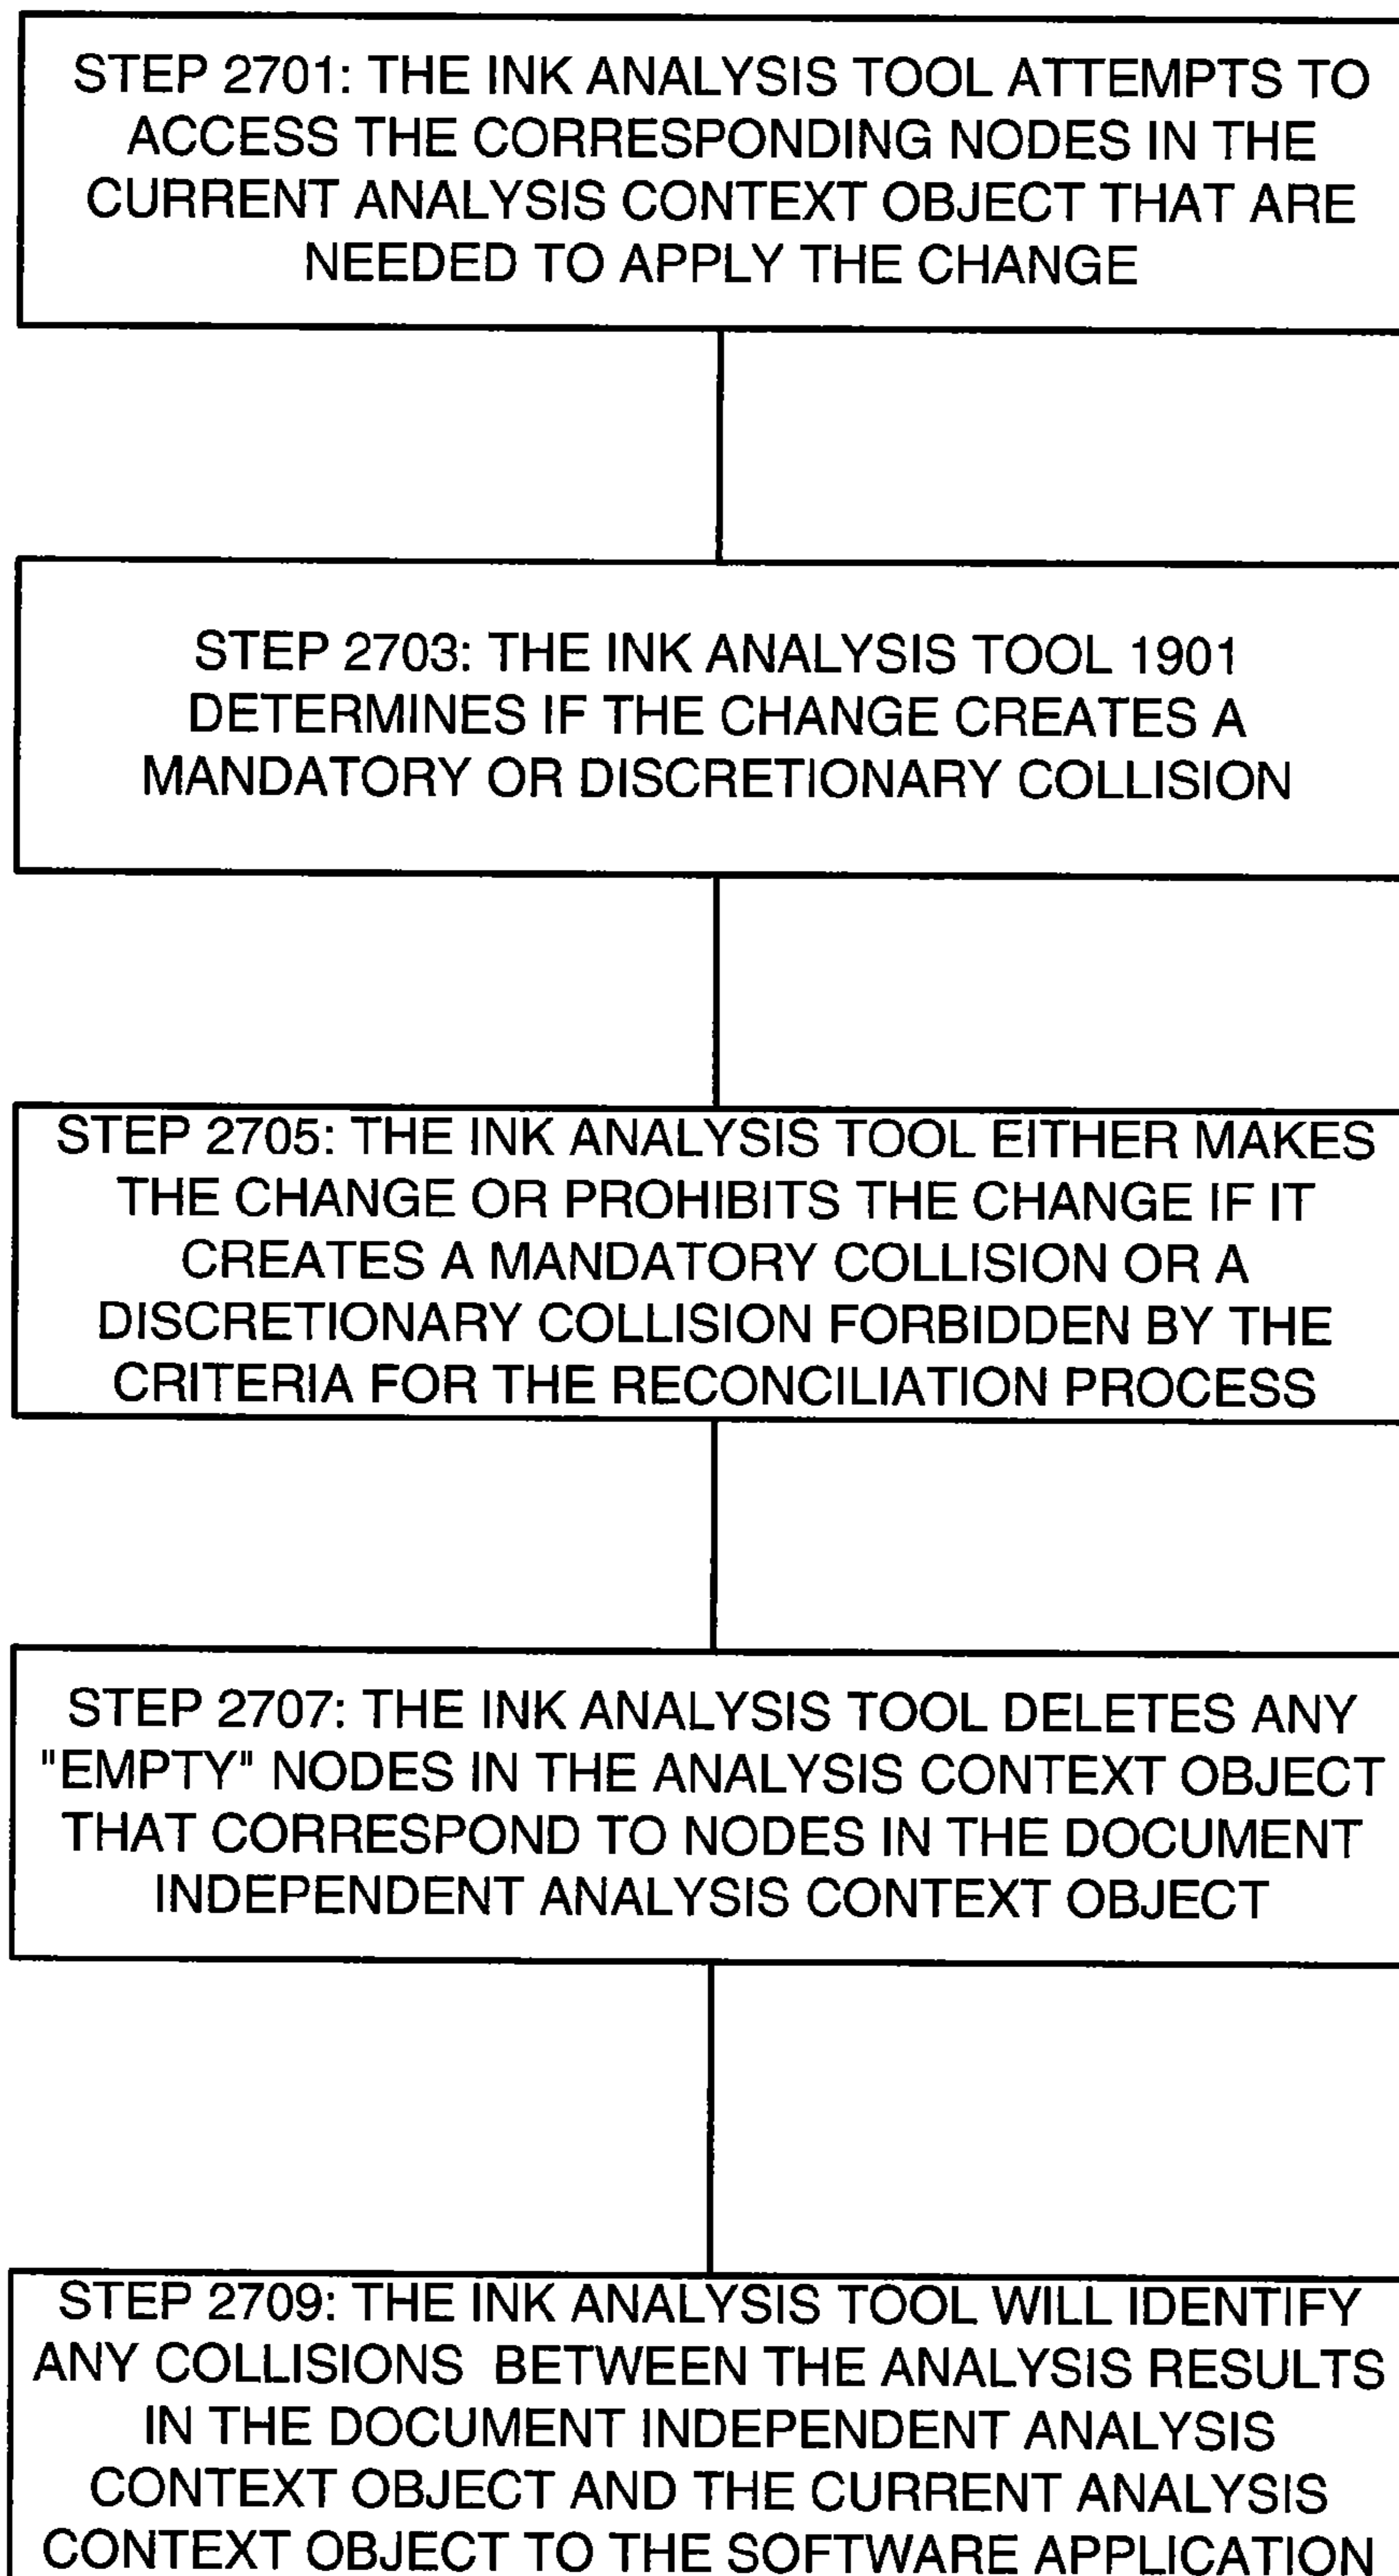 STEP 2701: THE INK ANALYSIS TOOL ATTEMPTS TO
ACCESS THE CORRESPONDING NODES IN THE
CURRENT ANALYSIS CONTEXT OBJECT THAT ARE
NEEDED TO APPLY THE CHANGE
STEP 2703: THE INK ANALYSIS TOOL 1901
DETERMINES IF THE CHANGE CREATES A
MANDATORY OR DISCRETIONARY COLLISION
STEP 2705: THE INK ANALYSIS TOOL EITHER MAKES
THE CHANGE OR PROHIBITS THE CHANGE IF IT
CREATES A MANDATORY COLLISION OR A
DISCRETIONARY COLLISION FORBIDDEN BY THE
CRITERIA FOR THE RECONCILIATION PROCESS
STEP 2707: THE INK ANALYSIS TOOL DELETES ANY
"EMPTY" NODES IN THE ANALYSIS CONTEXT OBJECT
THAT CORRESPOND TO NODES IN THE DOCUMENT
INDEPENDENT ANALYSIS CONTEXT OBJECT
STEP 2709: THE INK ANALYSIS TOOL WILL IDENTIFY
ANY COLLISIONS BETWEEN THE ANALYSIS RESULTS
IN THE DOCUMENT INDEPENDENT ANALYSIS
CONTEXT OBJECT AND THE CURRENT ANALYSIS
CONTEXT OBJECT TO THE SOFTWARE APPLICATION